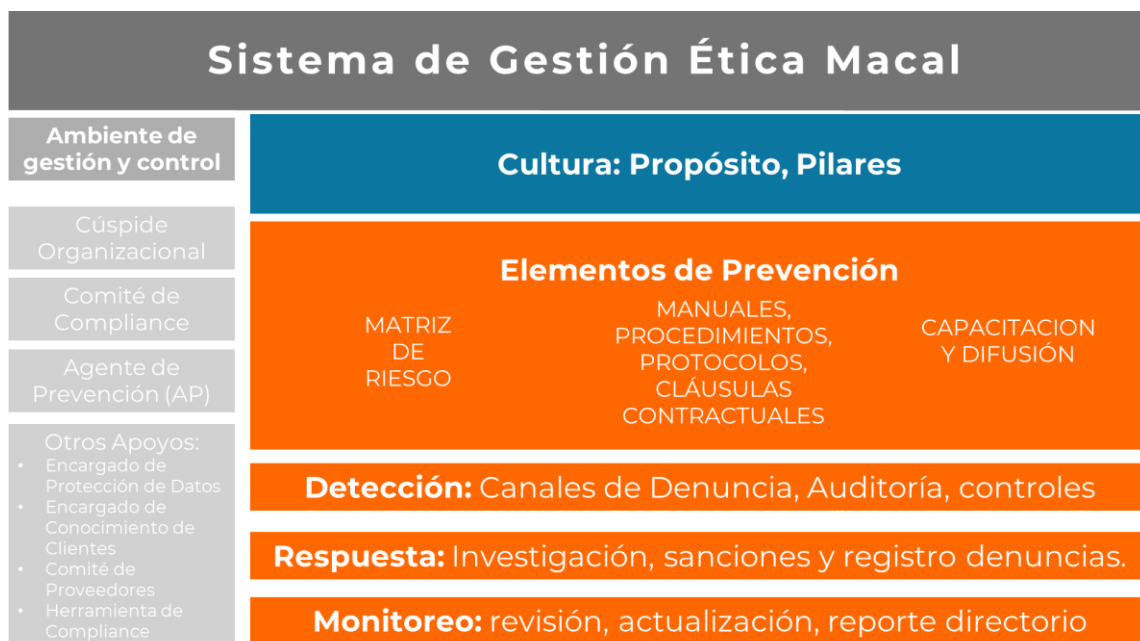 Sistema de Gestión Ética Macal
Ambiente de
gestión y control
Cúspide
Organizacional
Comité de
Compliance
Agente de
Prevención (AP)
Otros Apoyos:
• Encargado de
Protección de Datos
• Encargado de
Conocimiento de
Clientes
• Comité de
Proveedores
• Herramienta de
Compliance
Cultura: Propósito, Pilares
Elementos de Prevención
MATRIZ
DE
RIESGO
MANUALES,
PROCEDIMIENTOS,
PROTOCOLOS,
CLÁUSULAS
CONTRACTUALES
CAPACITACION
Y DIFUSIÓN
Detección: Canales de Denuncia, Auditoría, controles
Respuesta: Investigación, sanciones y registro denuncias.
Monitoreo: revisión, actualización, reporte directorio